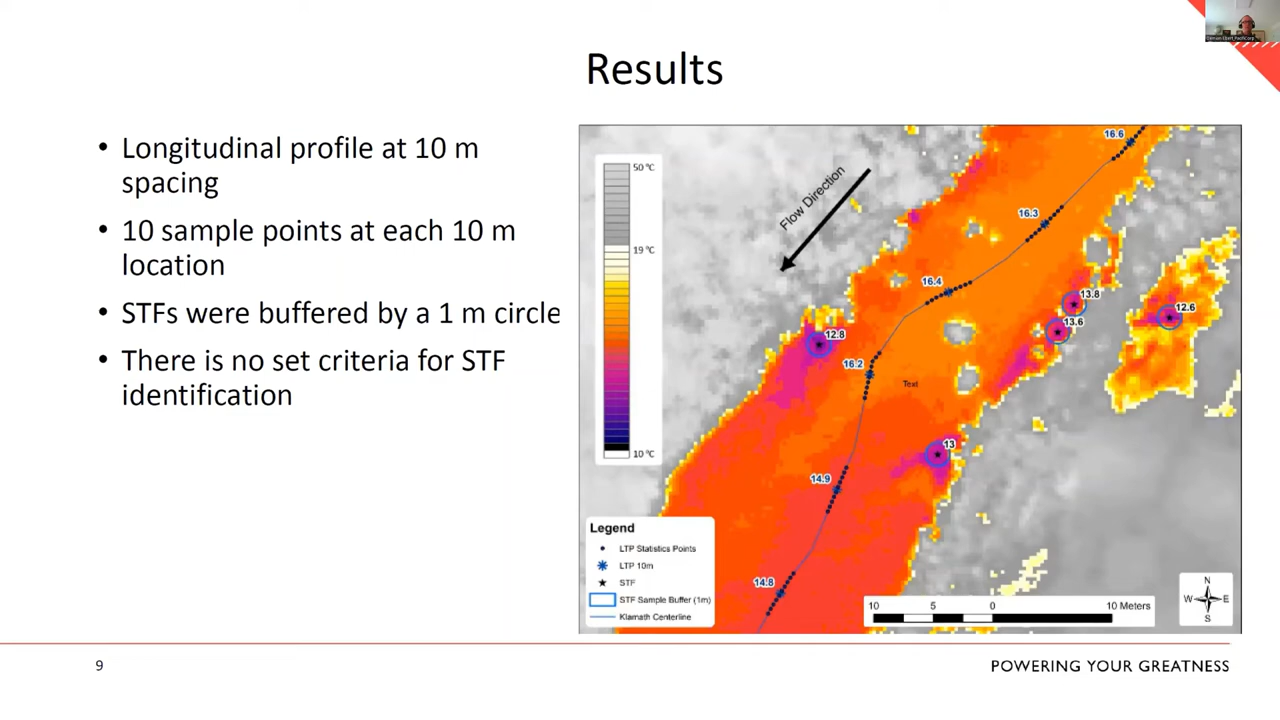 Results
• Longitudinal profile at 10 m
spacing
• 10 sample points at each 10 m
location
• STFs were buffered by a 1 m circle
• There is no set criteria for STF
identification
50 °C
19 °C
10 °C
Flow Direction
16.6
16.3
16.4
13.8
12.6
13.6
12.8
16.2
Text
13
14.9
14.8
Legend
LTP Statistics Points
LTP 10m
STF
STF Sample Buffer (1m)
Klamath Centerline
10 5 0 10 Meters
N
W E
S
9
POWERING YOUR GREATNESS